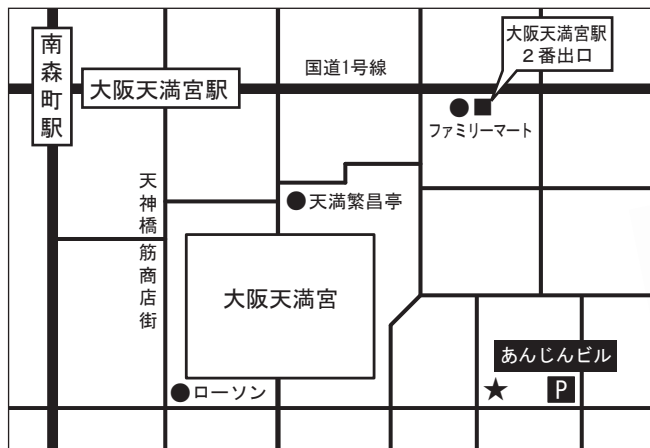 南森町駅
大阪天満宮駅
国道1号線
大阪天満宮駅
2番出口
ファミリーマート
天神橋筋商店街
天満繁昌亭
大阪天満宮
あんじんビル
ローソン
P